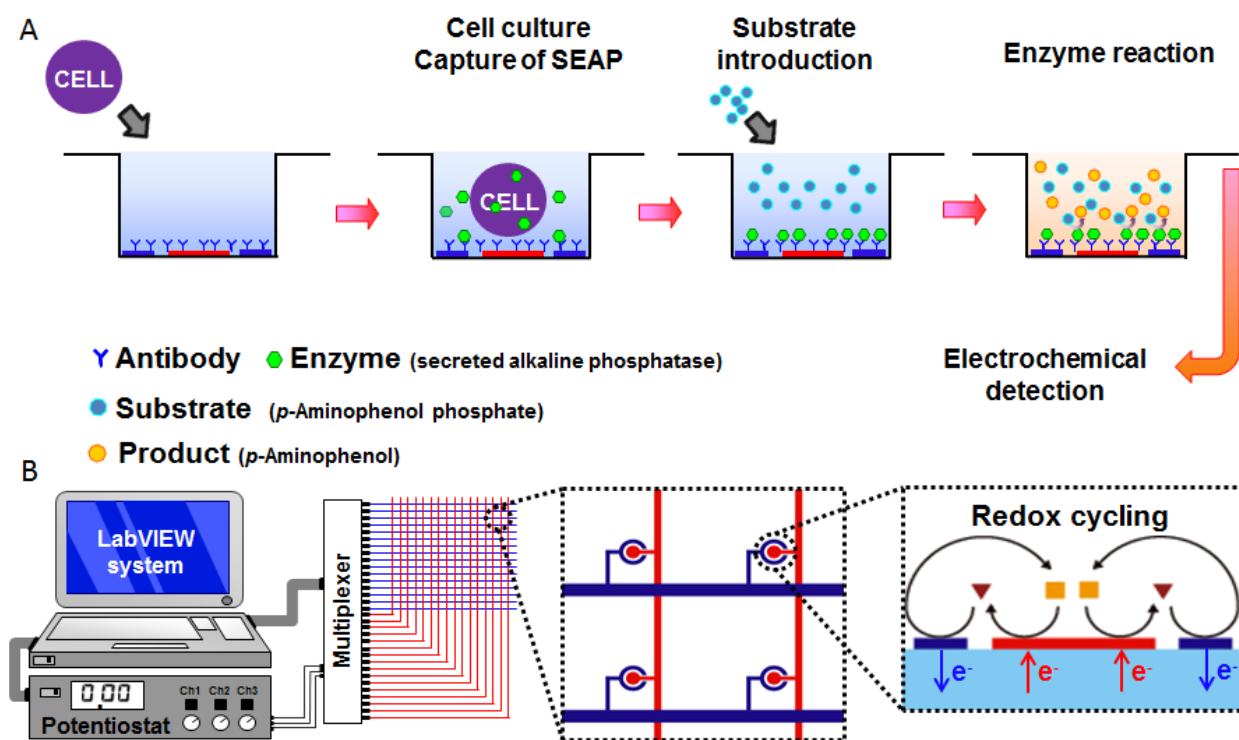 A
CELL
Cell culture
Capture of SEAP
CELL
Substrate
introduction
Enzyme reaction
Antibody
Enzyme (secreted alkaline phosphatase)
Substrate (p-Aminophenol phosphate)
Product (p-Aminophenol)
Electrochemical
detection
B
LabVIEW
system
0.00
Ch1 Ch2 Ch3
Potentiostat
Multiplexer
Redox cycling
e- e- e- e-